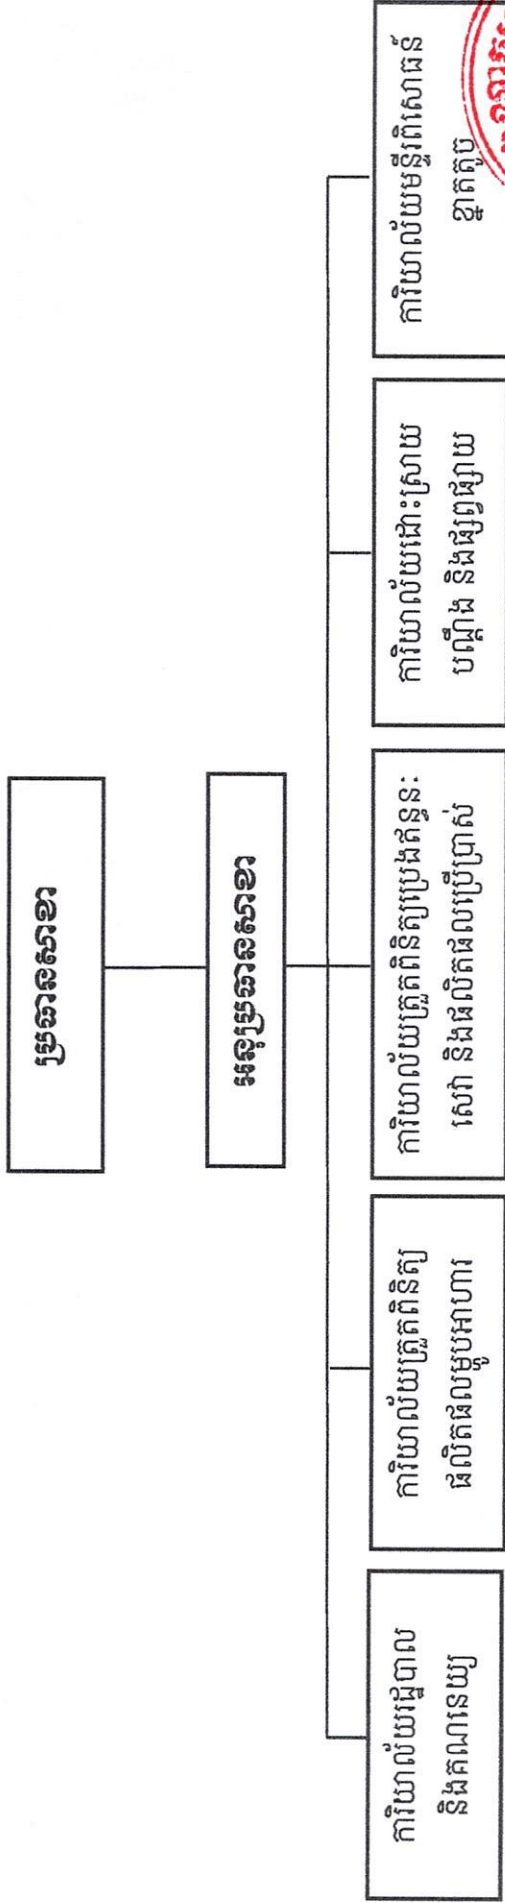 ប្រធានសាខា
អនុប្រធានសាខា
ការិយាល័យរដ្ឋបាល
និងគណនេយ្យ
ការិយាល័យត្រួតពិនិត្យ
ផលិតផលម្ហូបអាហារ
ការិយាល័យត្រួតពិនិត្យប្រេងឥន្ធនៈ
សេវា និងផលិតផលប្រើប្រាស់
ការិយាល័យដោះស្រាយ
បណ្តឹង និងផ្សព្វផ្សាយ
ការិយាល័យមន្ទីរពិសោធន៍
ខ្នាតតូច